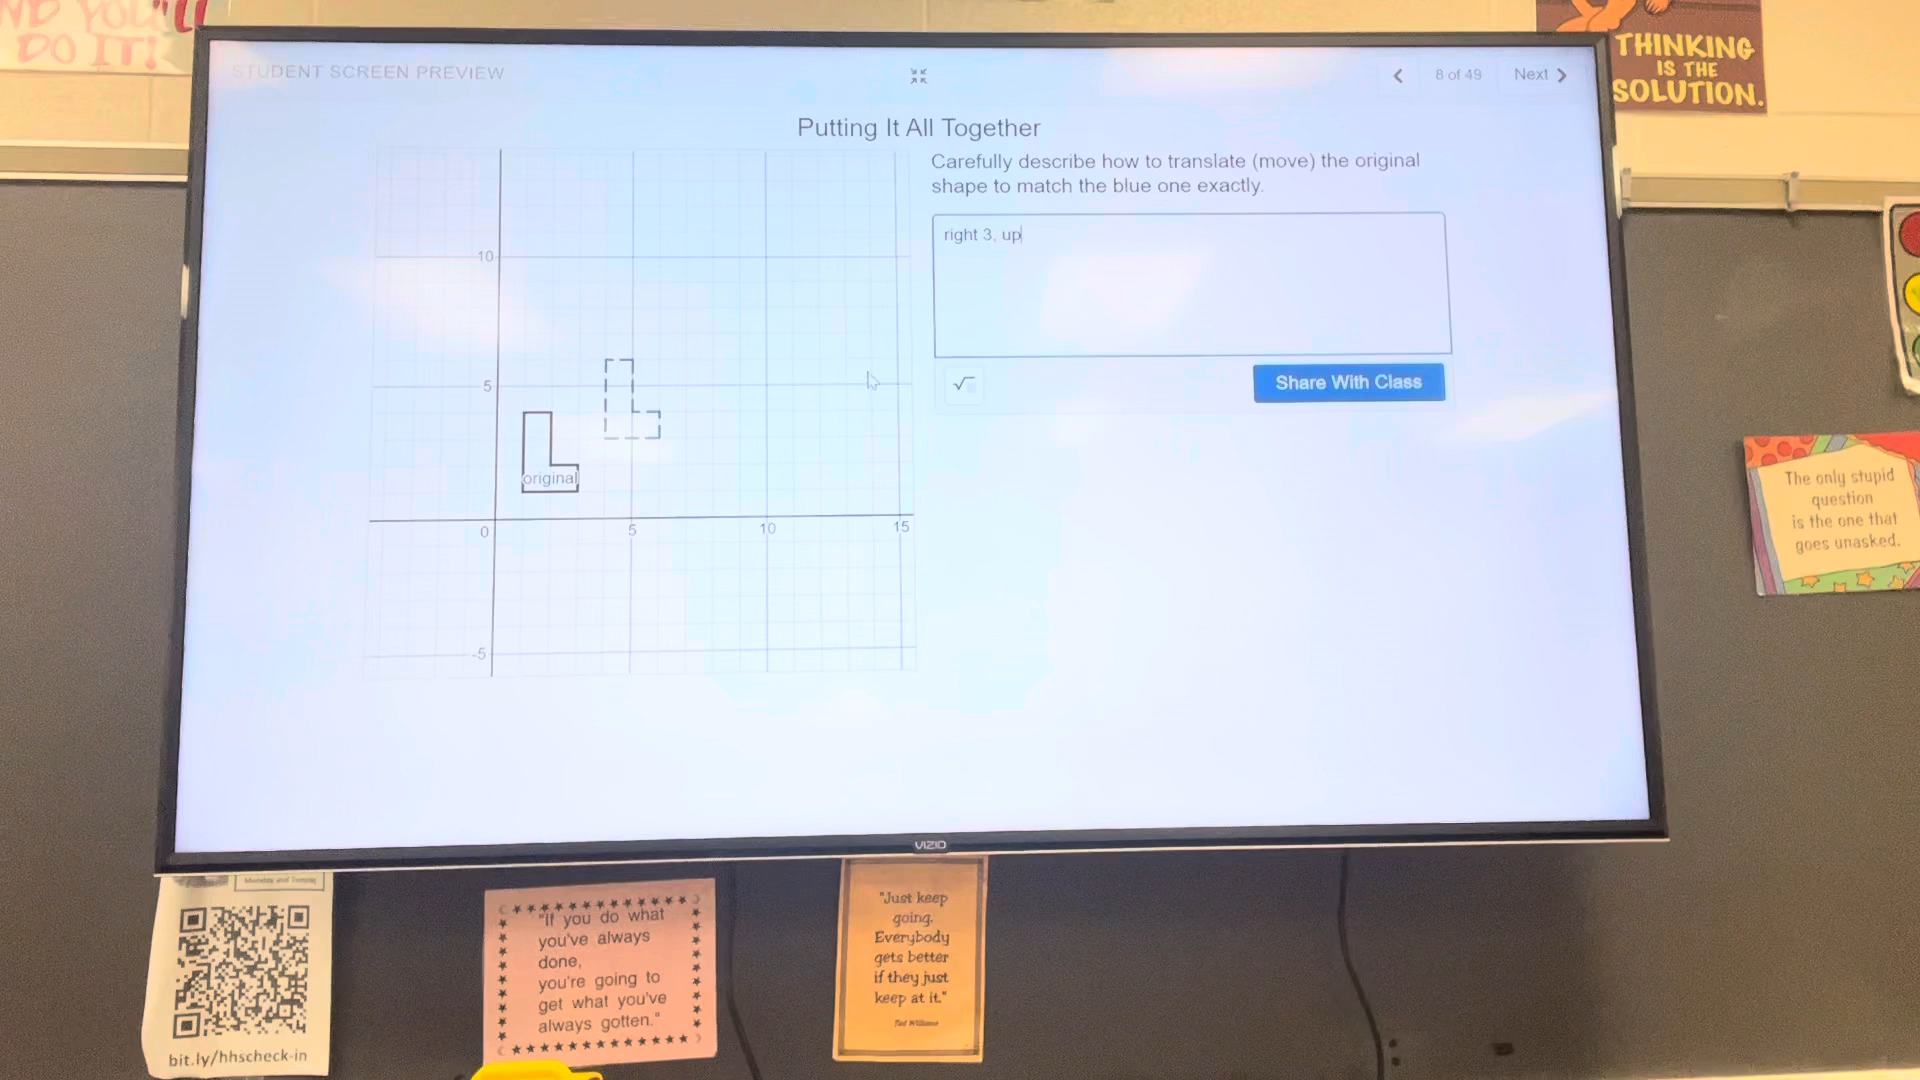 DO IT!
THINKING
IS THE
SOLUTION.
STUDENT SCREEN PREVIEW
8 of 49
Next
Putting It All Together
Carefully describe how to translate (move) the original
shape to match the blue one exactly.
right 3, up
Share With Class
10
5
original
0
5
10
15
-5
VIZIO
The only stupid
question
is the one that
goes unasked.
bit.ly/hhscheck-in
"If you do what
you've always
done,
you're going to
get what you've
always gotten."
"Just keep
going.
Everybody
gets better
if they just
keep at it."
Ted Williams